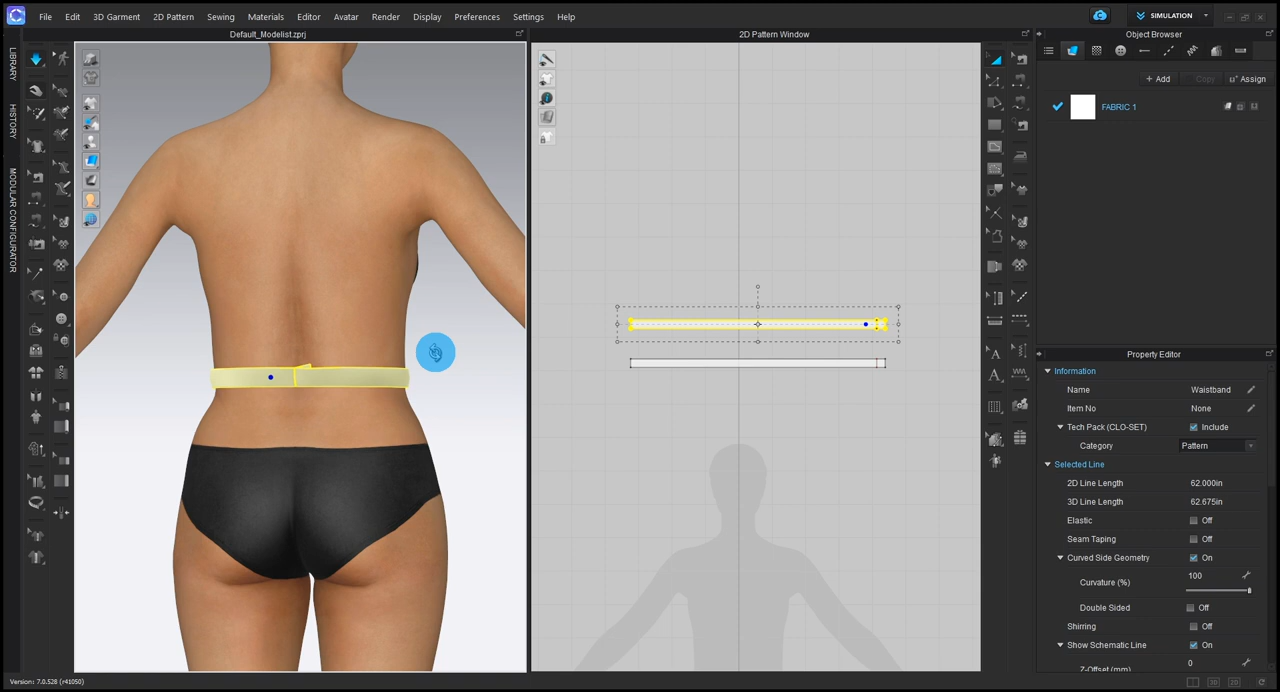 File Edit 3D Garment 2D Pattern Sewing Materials Editor Avatar Render Display Preferences Settings Help
SIMULATION
Default_Modelist.zprj
2D Pattern Window
Object Browser
LIBRARY
HISTORY
MODULAR CONFIGURATOR
+ Add
Copy
Assign
FABRIC 1
Property Editor
Information
Name Waistband
Item No None
Tech Pack (CLO-SET) Include
Category Pattern
Selected Line
2D Line Length 62.000in
3D Line Length 62.675in
Elastic Off
Seam Taping Off
Curved Side Geometry On
Curvature (%) 100
Double Sided Off
Shirring Off
Show Schematic Line On
Z-Offset (mm) 0
Version: 7.0.528 (r41050)
3D
2D